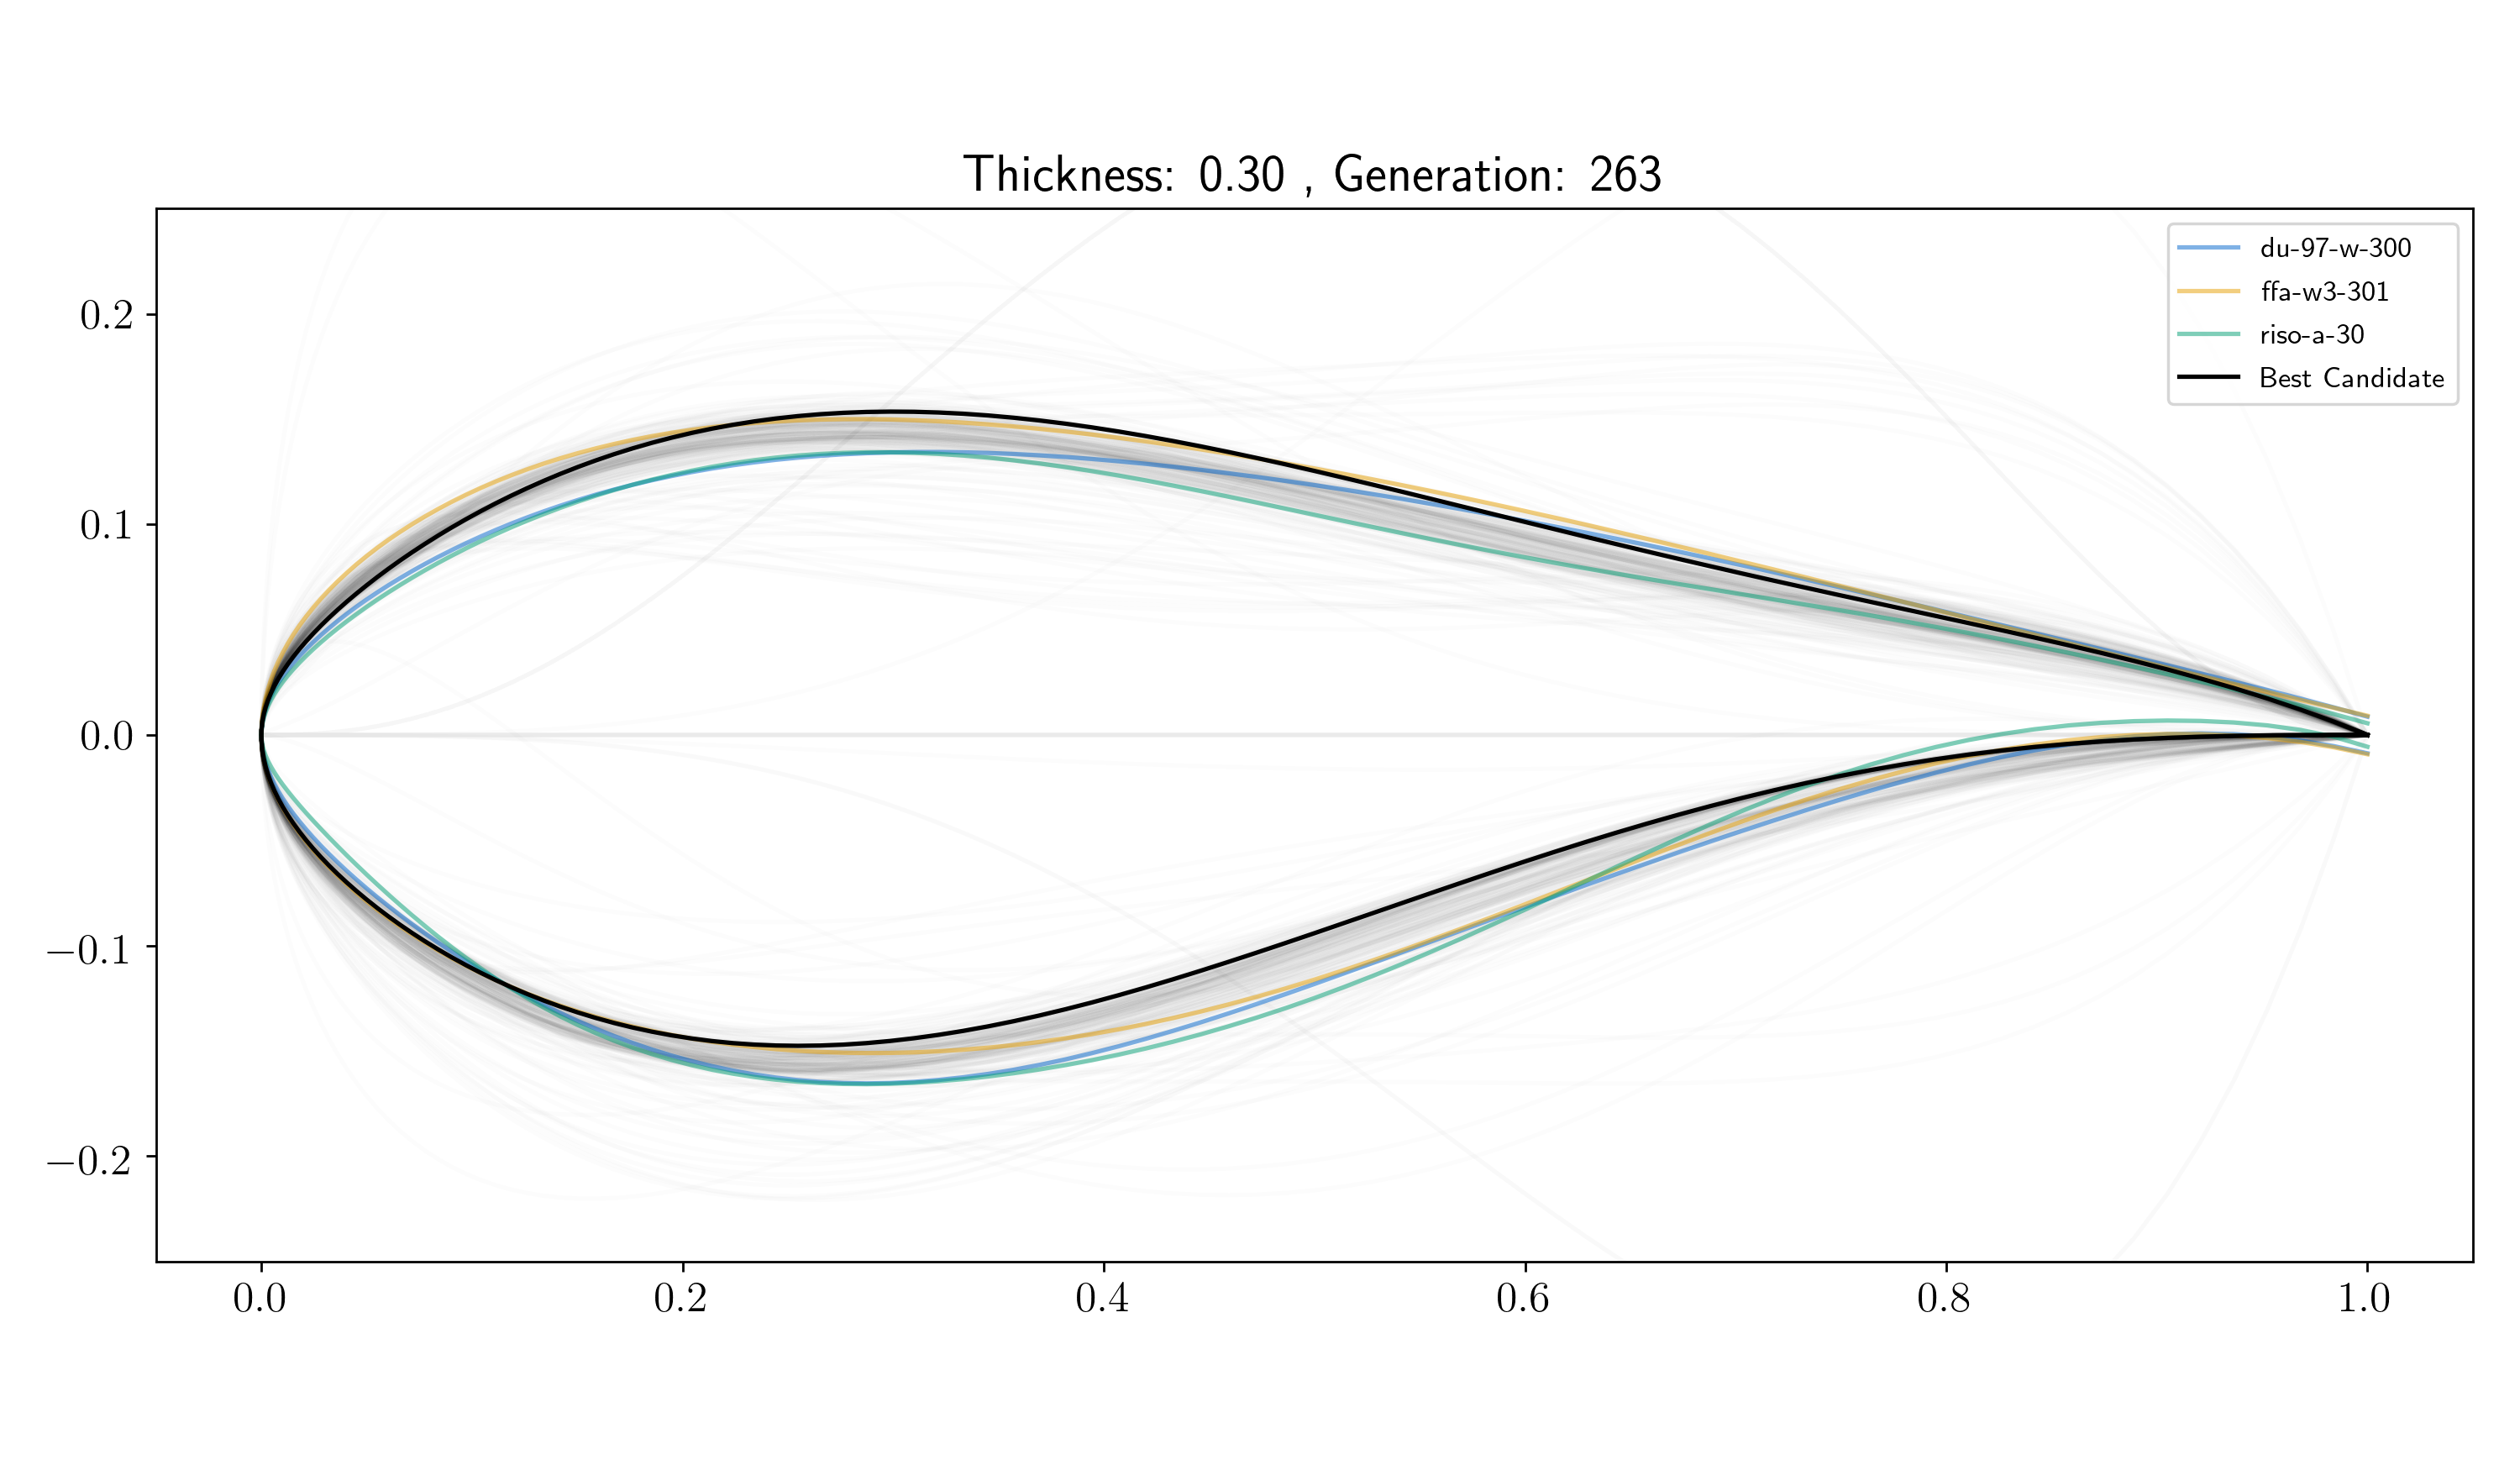 Thickness: 0.30 , Generation: 263
du-97-w-300
ffa-w3-301
riso-a-30
Best Candidate
0.2
0.1
0.0
−0.1
−0.2
0.0 0.2 0.4 0.6 0.8 1.0